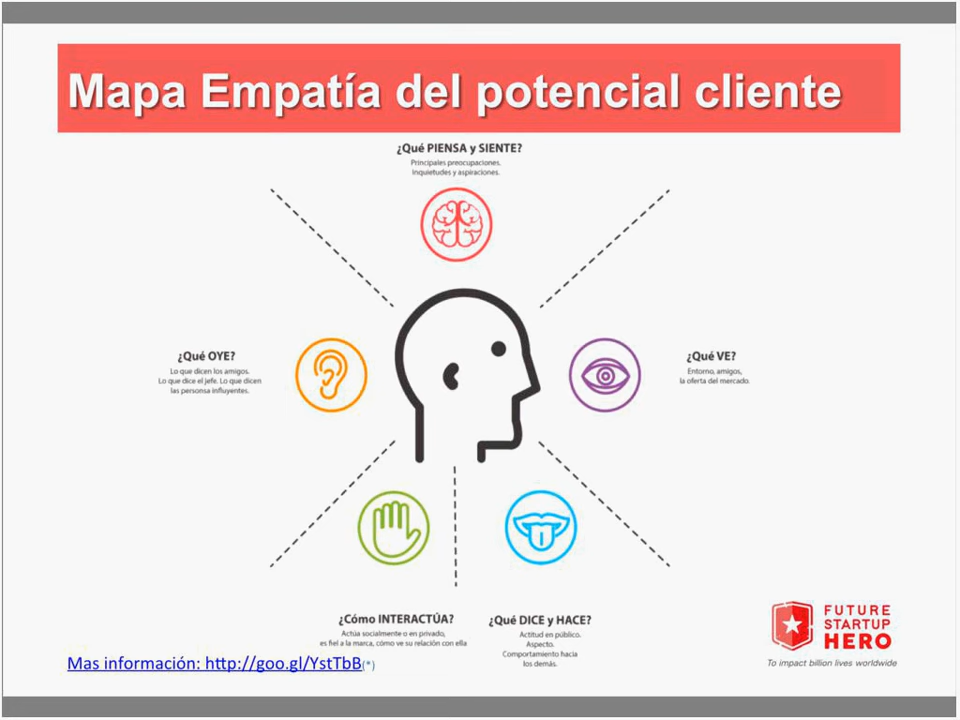 Mapa Empatía del potencial cliente
¿Qué PIENSA y SIENTE?
Principales preocupaciones.
Inquietudes y aspiraciones.
¿Qué OYE?
Lo que dicen los amigos.
Lo que dice el jefe. Lo que dicen
las personsa influyentes.
¿Qué VE?
Entorno, amigos,
la oferta del mercado.
¿Cómo INTERACTÚA?
Actúa socialmente o en privado,
es fiel a la marca, cómo ve su relación con ella
¿Qué DICE y HACE?
Actitud en público.
Aspecto.
Comportamiento hacia
los demás.
Mas información: http://goo.gl/YstTbB(*)
FUTURE
STARTUP
HERO
To impact billion lives worldwide